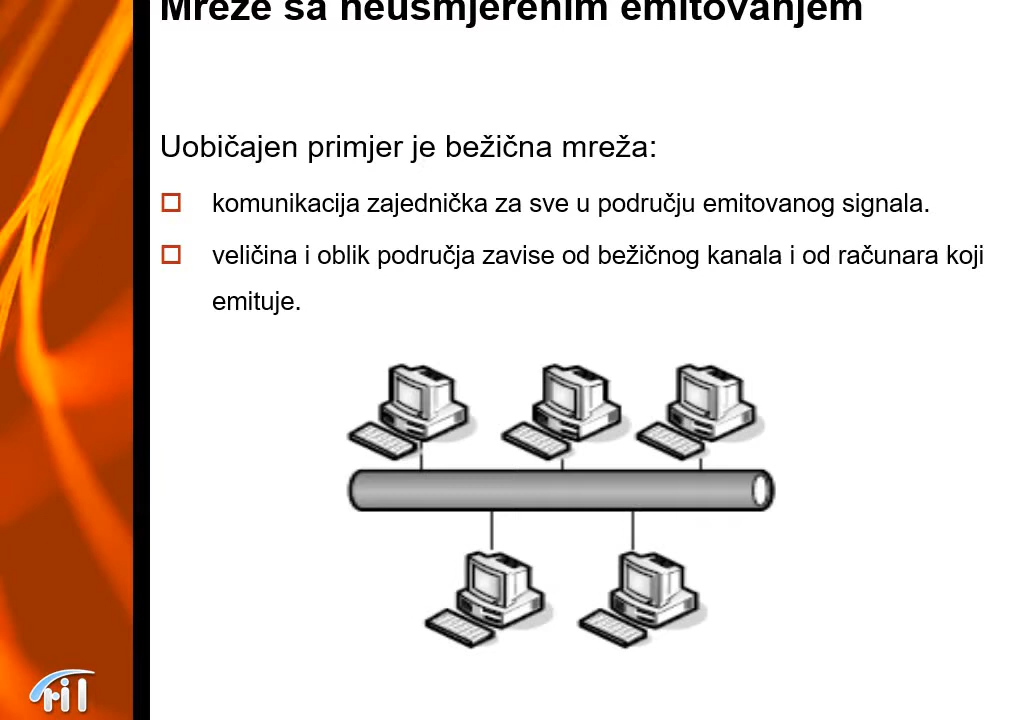 Mreže sa neusmjerenim emitovanjem
Uobičajen primjer je bežična mreža:
komunikacija zajednička za sve u području emitovanog signala.
veličina i oblik područja zavise od bežičnog kanala i od računara koji
emituje.
ril